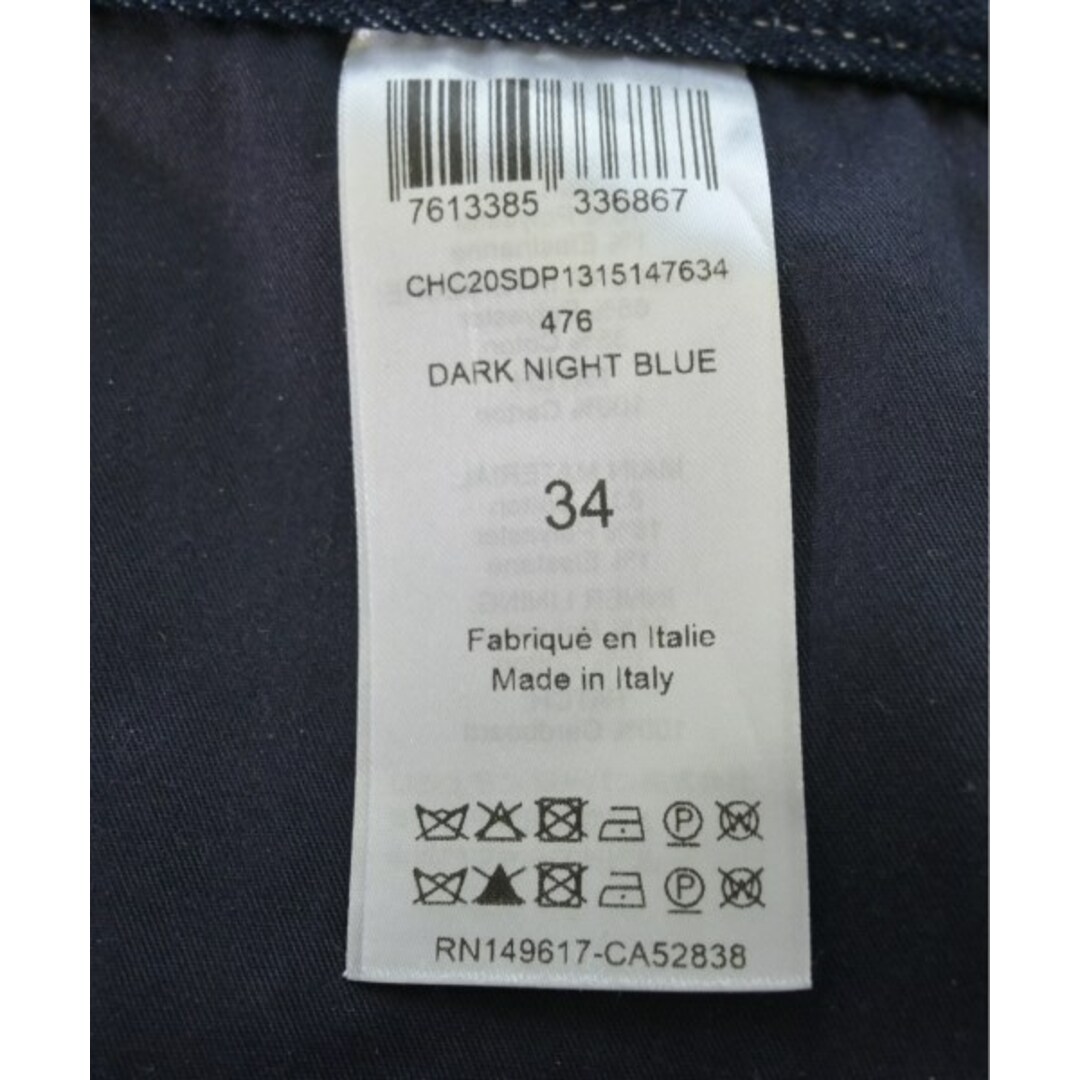 7613385 336867
CHC20SDP1315147634
476
DARK NIGHT BLUE
34
Fabriqué en Italie
Made in Italy
P W
P W
RN149617-CA52838